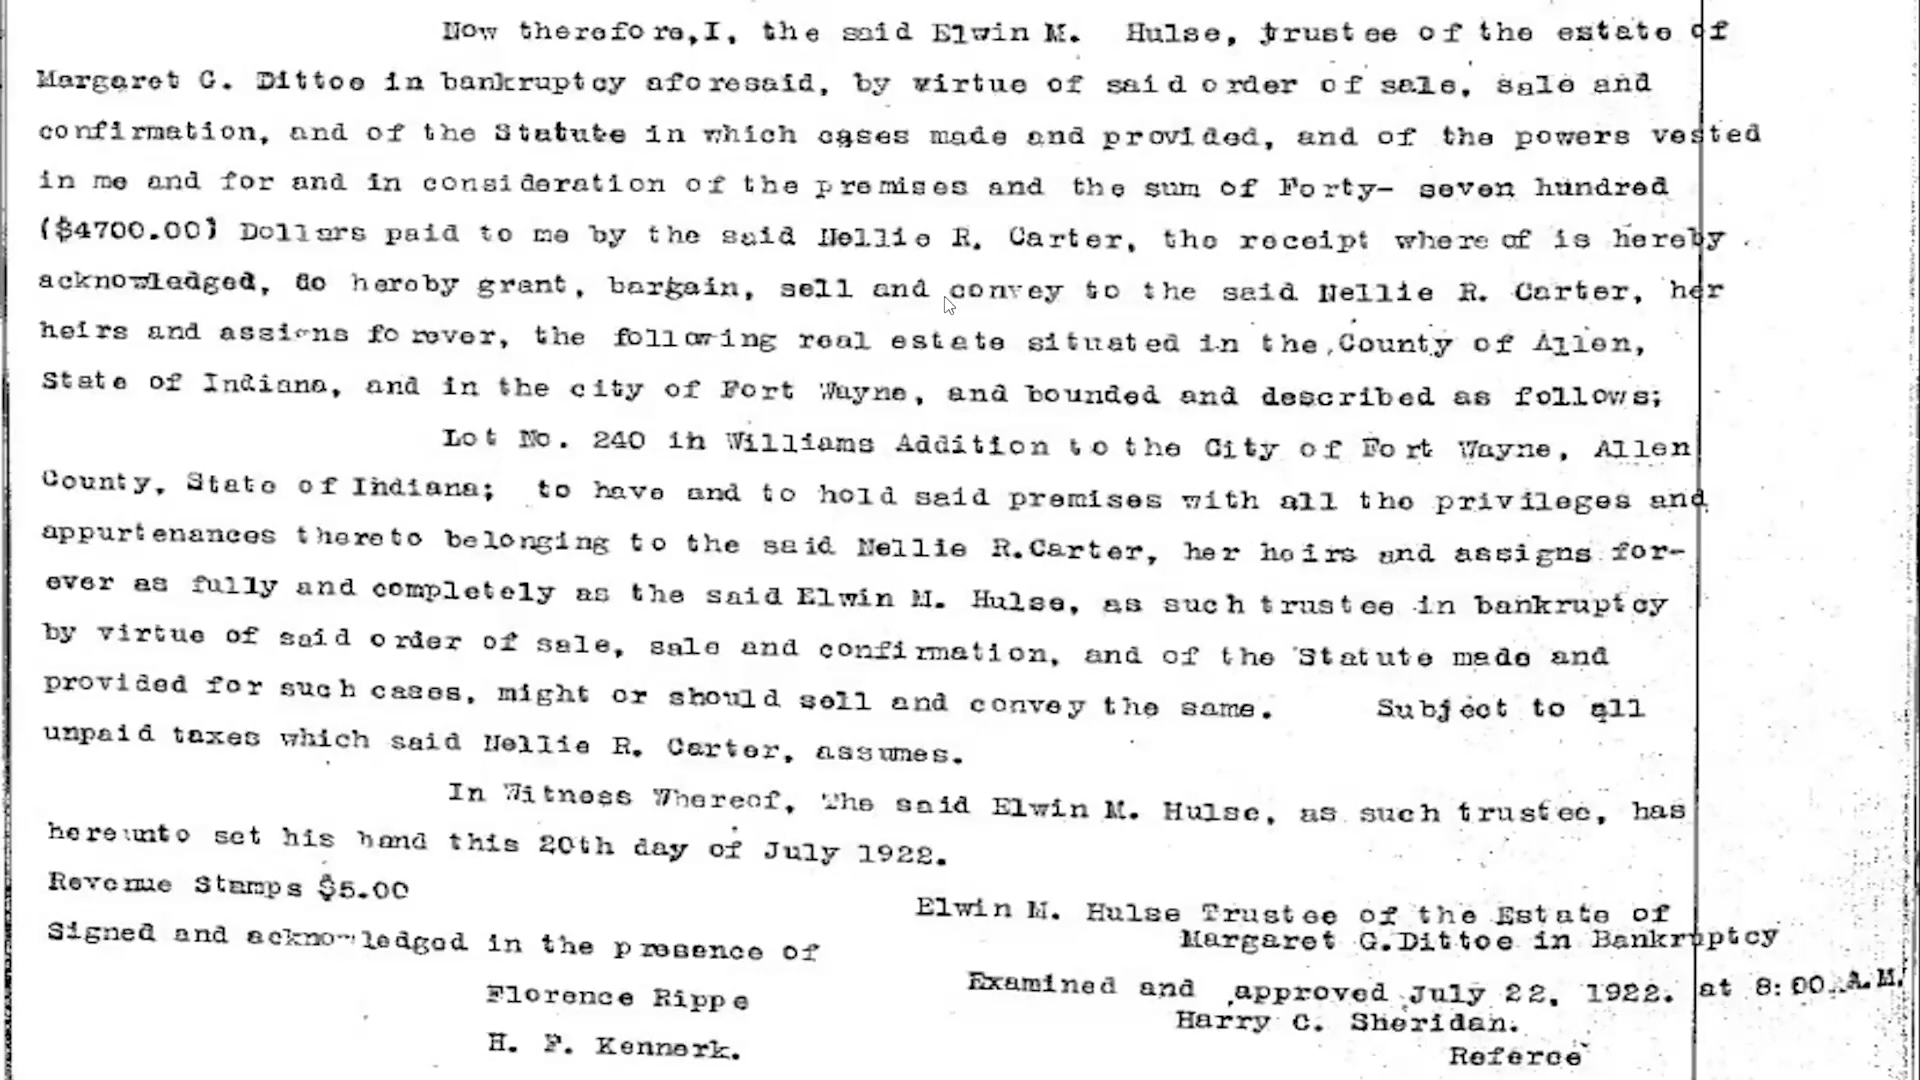 Now therefore, I, the said Elwin M. Hulse, trustee of the estate of
Margaret G. Dittoe in bankruptcy aforesaid, by virtue of said order of sale, sale and
confirmation, and of the Statute in which cases made and provided, and of the powers vested
in me and for and in consideration of the premises and the sum of Forty- seven hundred
($4700.00) Dollars paid to me by the said Nellie R. Carter, the receipt where of is hereby
acknowledged, do hereby grant, bargain, sell and convey to the said Nellie R. Carter, her
heirs and assigns forever, the following real estate situated in the County of Allen,
State of Indiana, and in the city of Fort Wayne, and bounded and described as follows;
Lot No. 240 in Williams Addition to the City of Fort Wayne, Allen
County, State of Indiana; to have and to hold said premises with all the privileges and
appurtenances thereto belonging to the said Nellie R.Carter, her heirs and assigns for-
ever as fully and completely as the said Elwin M. Hulse, as such trustee in bankruptcy
by virtue of said order of sale, sale and confirmation, and of the Statute made and
provided for such cases, might or should sell and convey the same. Subject to all
unpaid taxes which said Nellie R. Carter, assumes.
In Witness Whereof, The said Elwin M. Hulse, as such trustee, has
hereunto set his hand this 20th day of July 1922.
Revenue Stamps $5.00
Elwin M. Hulse Trustee of the Estate of
Margaret G.Dittoe in Bankruptcy
Signed and acknowledged in the presence of
Florence Rippe
H. F. Kennerk.
Examined and approved July 22, 1922. at 8:00 A.M.
Harry C. Sheridan.
Referee